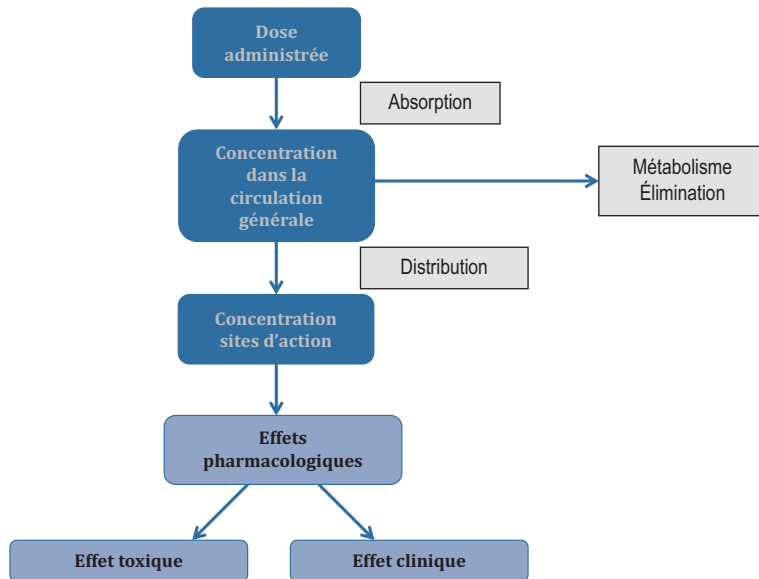 Dose
administrée
Absorption
Concentration
dans la
circulation
générale
Métabolisme
Élimination
Distribution
Concentration
sites d’action
Effets
pharmacologiques
Effet toxique
Effet clinique